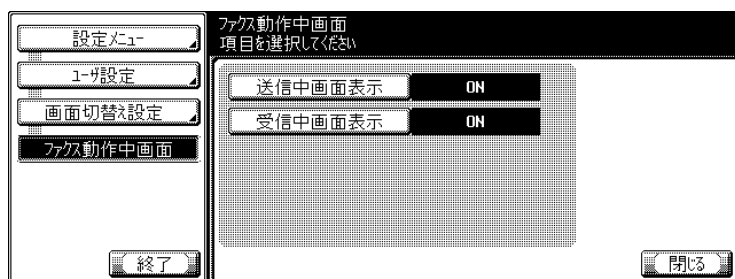 設定ﾒﾆｭｰ
ﾕｰｻﾞ設定
画面切替え設定
ﾌｧｸｽ動作中画面
終了
ﾌｧｸｽ動作中画面
項目を選択してください
送信中画面表示 ON
受信中画面表示 ON
閉じる